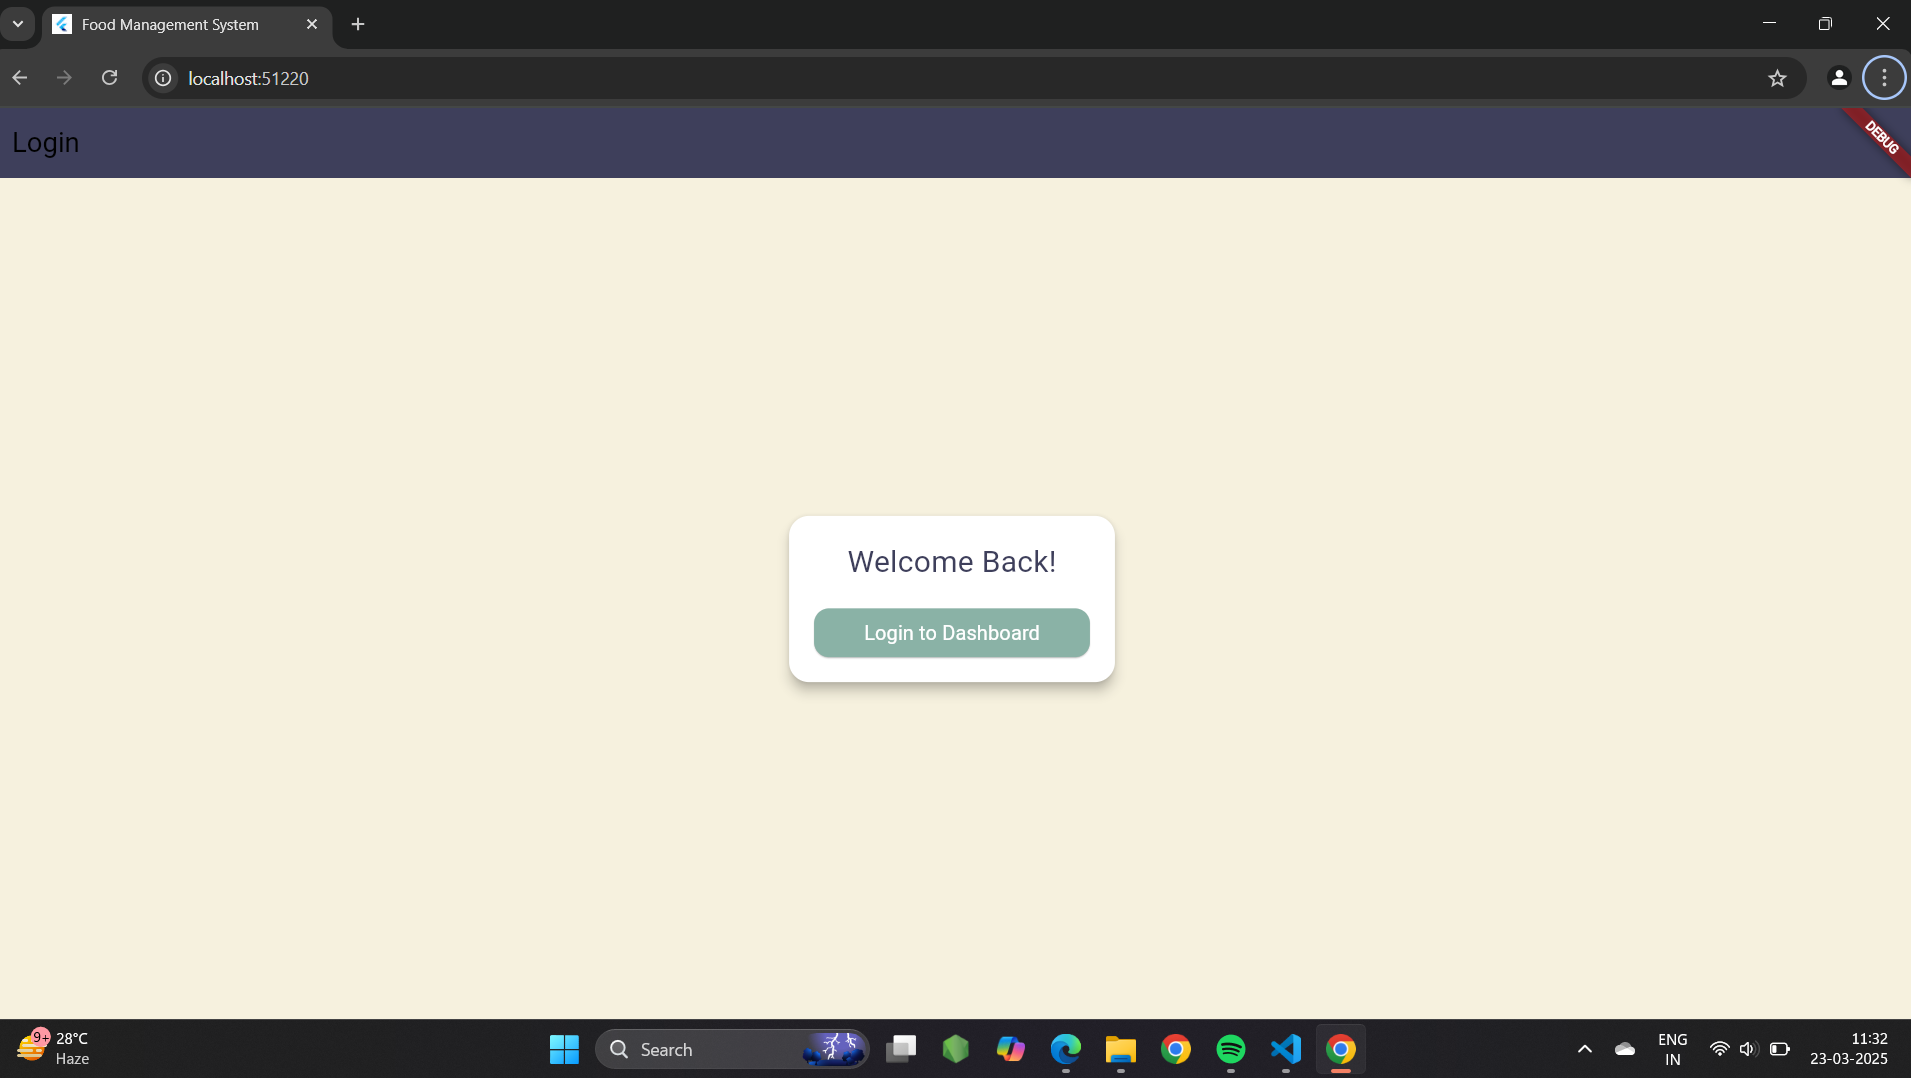 Food Management System
localhost:51220
Login
DEBUG
Welcome Back!
Login to Dashboard
9+
28°C
Haze
Search
ENG
IN
11:32
23-03-2025